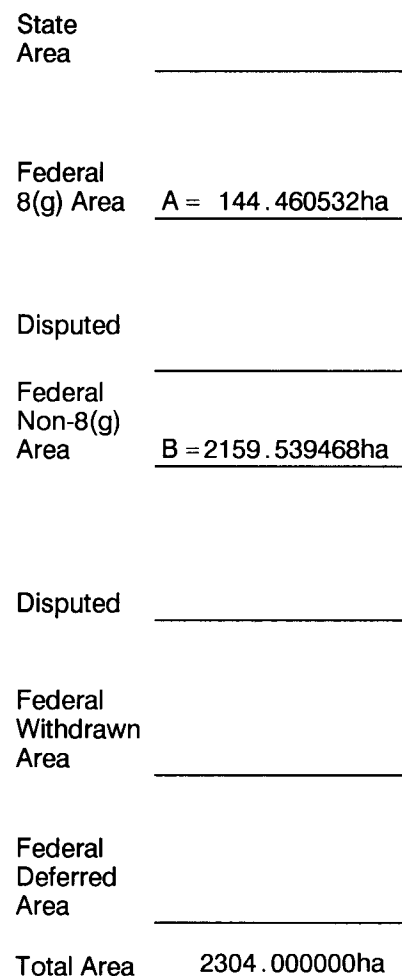 State
Area
Federal
8(g) Area A = 144.460532ha
Disputed
Federal
Non-8(g)
Area B = 2159.539468ha
Disputed
Federal
Withdrawn
Area
Federal
Deferred
Area
Total Area 2304.000000ha